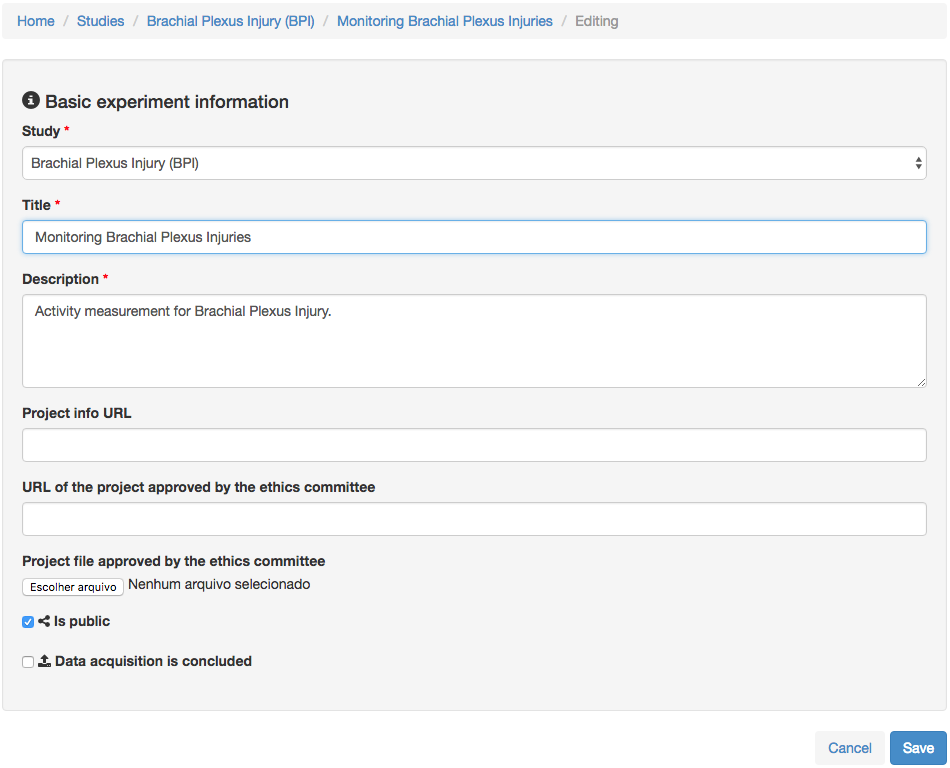 Home / Studies / Brachial Plexus Injury (BPI) / Monitoring Brachial Plexus Injuries / Editing
Basic experiment information
Study *
Brachial Plexus Injury (BPI)
Title *
Monitoring Brachial Plexus Injuries
Description *
Activity measurement for Brachial Plexus Injury.
Project info URL
URL of the project approved by the ethics committee
Project file approved by the ethics committee
Escolher arquivo Nenhum arquivo selecionado
Is public
Data acquisition is concluded
Cancel Save